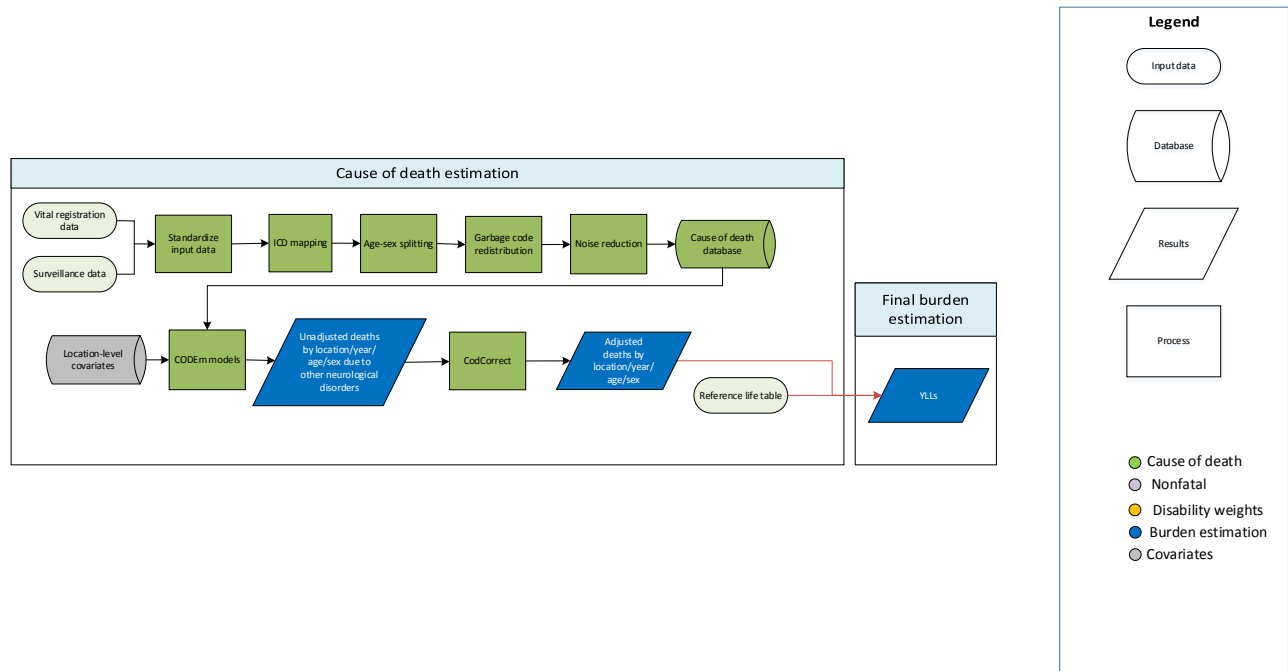 Legend
Input data
Database
Results
Process
Cause of death
Nonfatal
Disability weights
Burden estimation
Covariates
Cause of death estimation
Vital registration
data
Surveillance data
Standardize
input data
ICD mapping
Age-sex splitting
Garbage code
redistribution
Noise reduction
Cause of death
database
Location-level
covariates
CODEm models
Unadjusted deaths
by location/year/
age/sex due to
other neurological
disorders
CodCorrect
Adjusted
deaths by
location/year/
age/sex
Reference life table
Final burden
estimation
YLLs